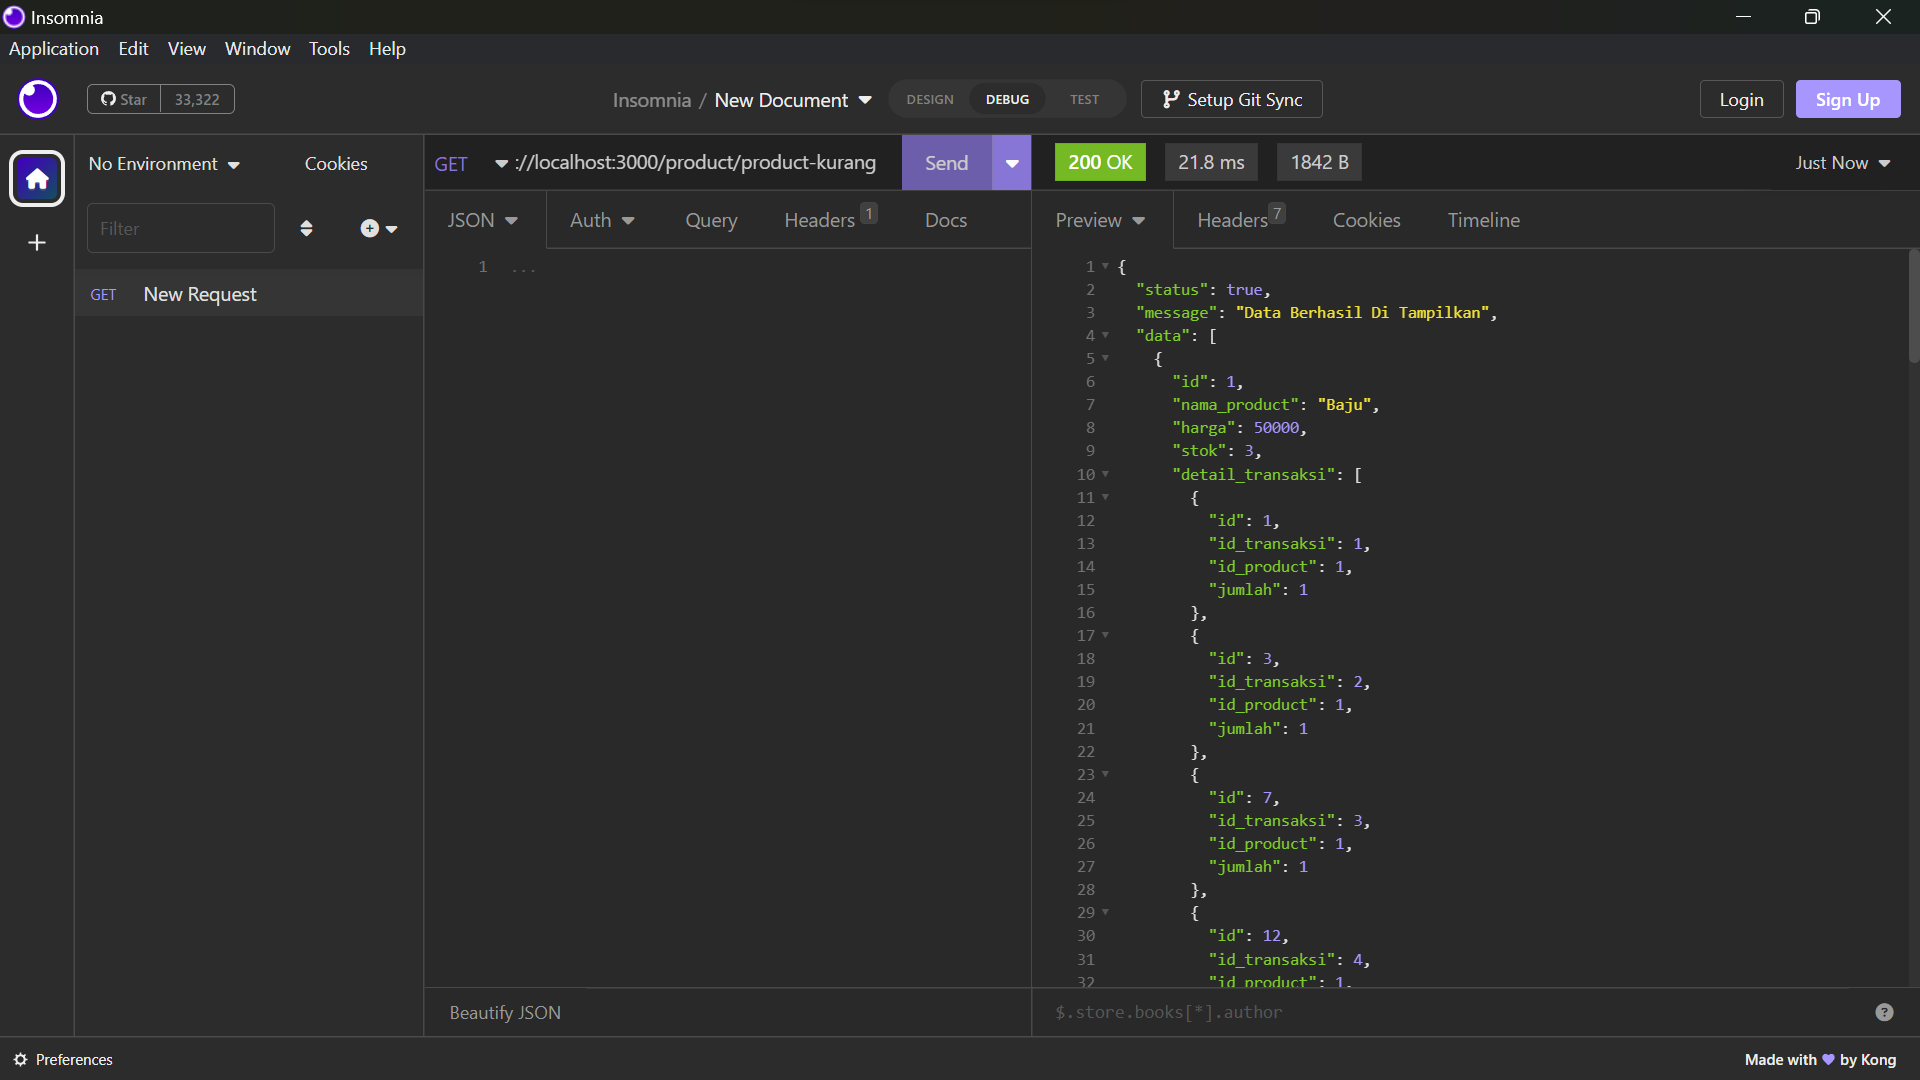 Insomnia
Application Edit View Window Tools Help
Star 33,322
Insomnia / New Document
DESIGN DEBUG TEST
Setup Git Sync
Login
Sign Up
No Environment
Cookies
Filter
GET New Request
GET ://localhost:3000/product/product-kurang
Send
200 OK 21.8 ms 1842 B
Just Now
JSON Auth Query Headers 1 Docs
Preview Headers 7 Cookies Timeline
1 ...
1 {
2 "status": true,
3 "message": "Data Berhasil Di Tampilkan",
4 "data": [
5 {
6 "id": 1,
7 "nama_product": "Baju",
8 "harga": 50000,
9 "stok": 3,
10 "detail_transaksi": [
11 {
12 "id": 1,
13 "id_transaksi": 1,
14 "id_product": 1,
15 "jumlah": 1
16 },
17 {
18 "id": 3,
19 "id_transaksi": 2,
20 "id_product": 1,
21 "jumlah": 1
22 },
23 {
24 "id": 7,
25 "id_transaksi": 3,
26 "id_product": 1,
27 "jumlah": 1
28 },
29 {
30 "id": 12,
31 "id_transaksi": 4,
32 "id_product": 1,
Beautify JSON
$.store.books[*].author
?
Preferences
Made with 💜 by Kong